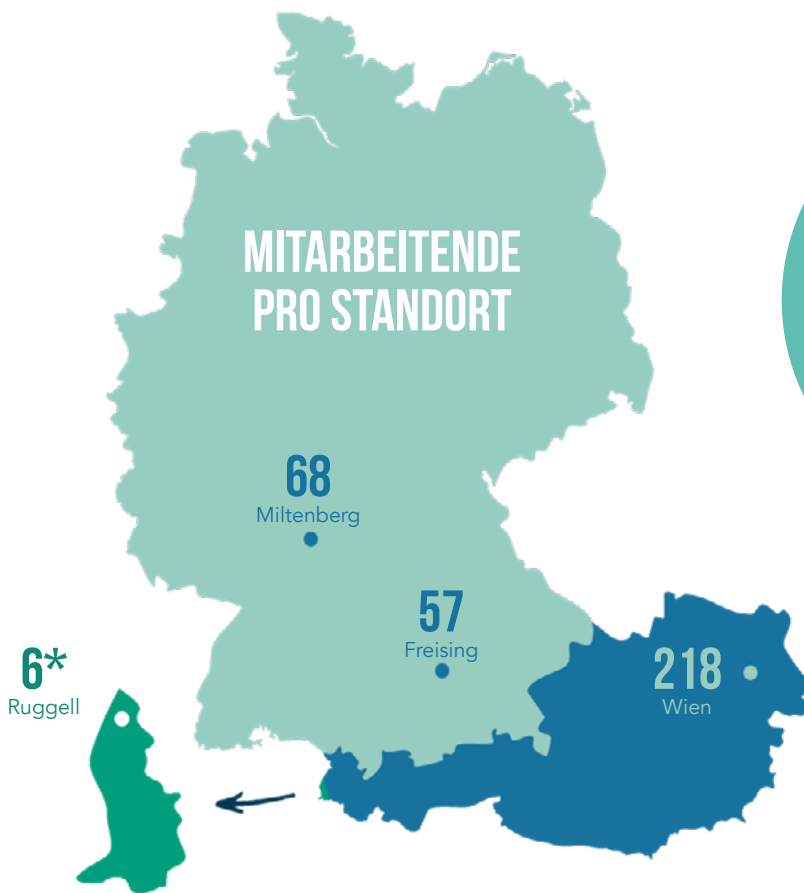 MITARBEITENDE
PRO STANDORT
68
Miltenberg
57
Freising
6*
Ruggell
218
Wien